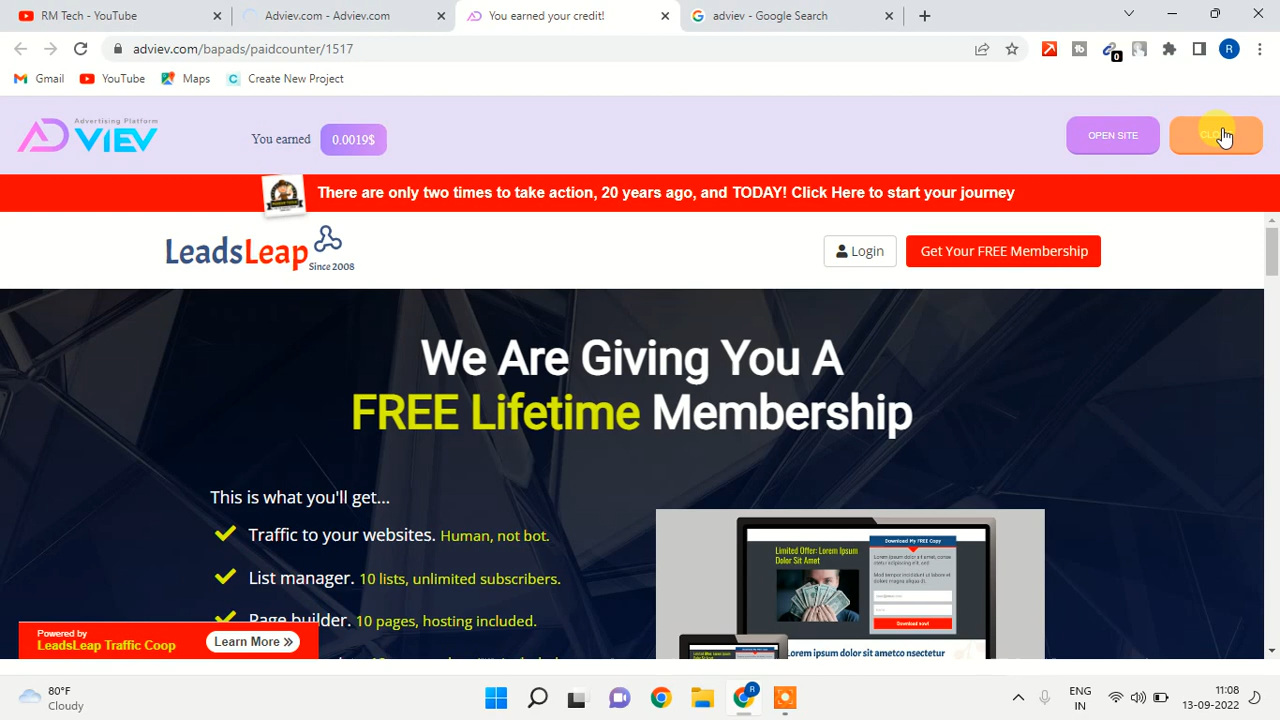 RM Tech - YouTube
Adviev.com - Adviev.com
You earned your credit!
adviev - Google Search
adviev.com/bapads/paidcounter/1517
R
0
Gmail
YouTube
Maps
Create New Project
Advertising Platform
ADVIEV
You earned
0.0019$
OPEN SITE
There are only two times to take action, 20 years ago, and TODAY! Click Here to start your journey
LeadsLeap
Since 2008
Login
Get Your FREE Membership
We Are Giving You A
FREE Lifetime Membership
This is what you'll get...
Traffic to your websites. Human, not bot.
List manager. 10 lists, unlimited subscribers.
Page builder. 10 pages, hosting included.
Powered by
LeadsLeap Traffic Coop
Learn More
Limited Offer: Lorem Ipsum
Dolor Sit Amet
Download My FREE Copy
Download now!
Lorem ipsum dolor sit ametco nsectetur
80°F
Cloudy
R
ENG
IN
11:08
13-09-2022